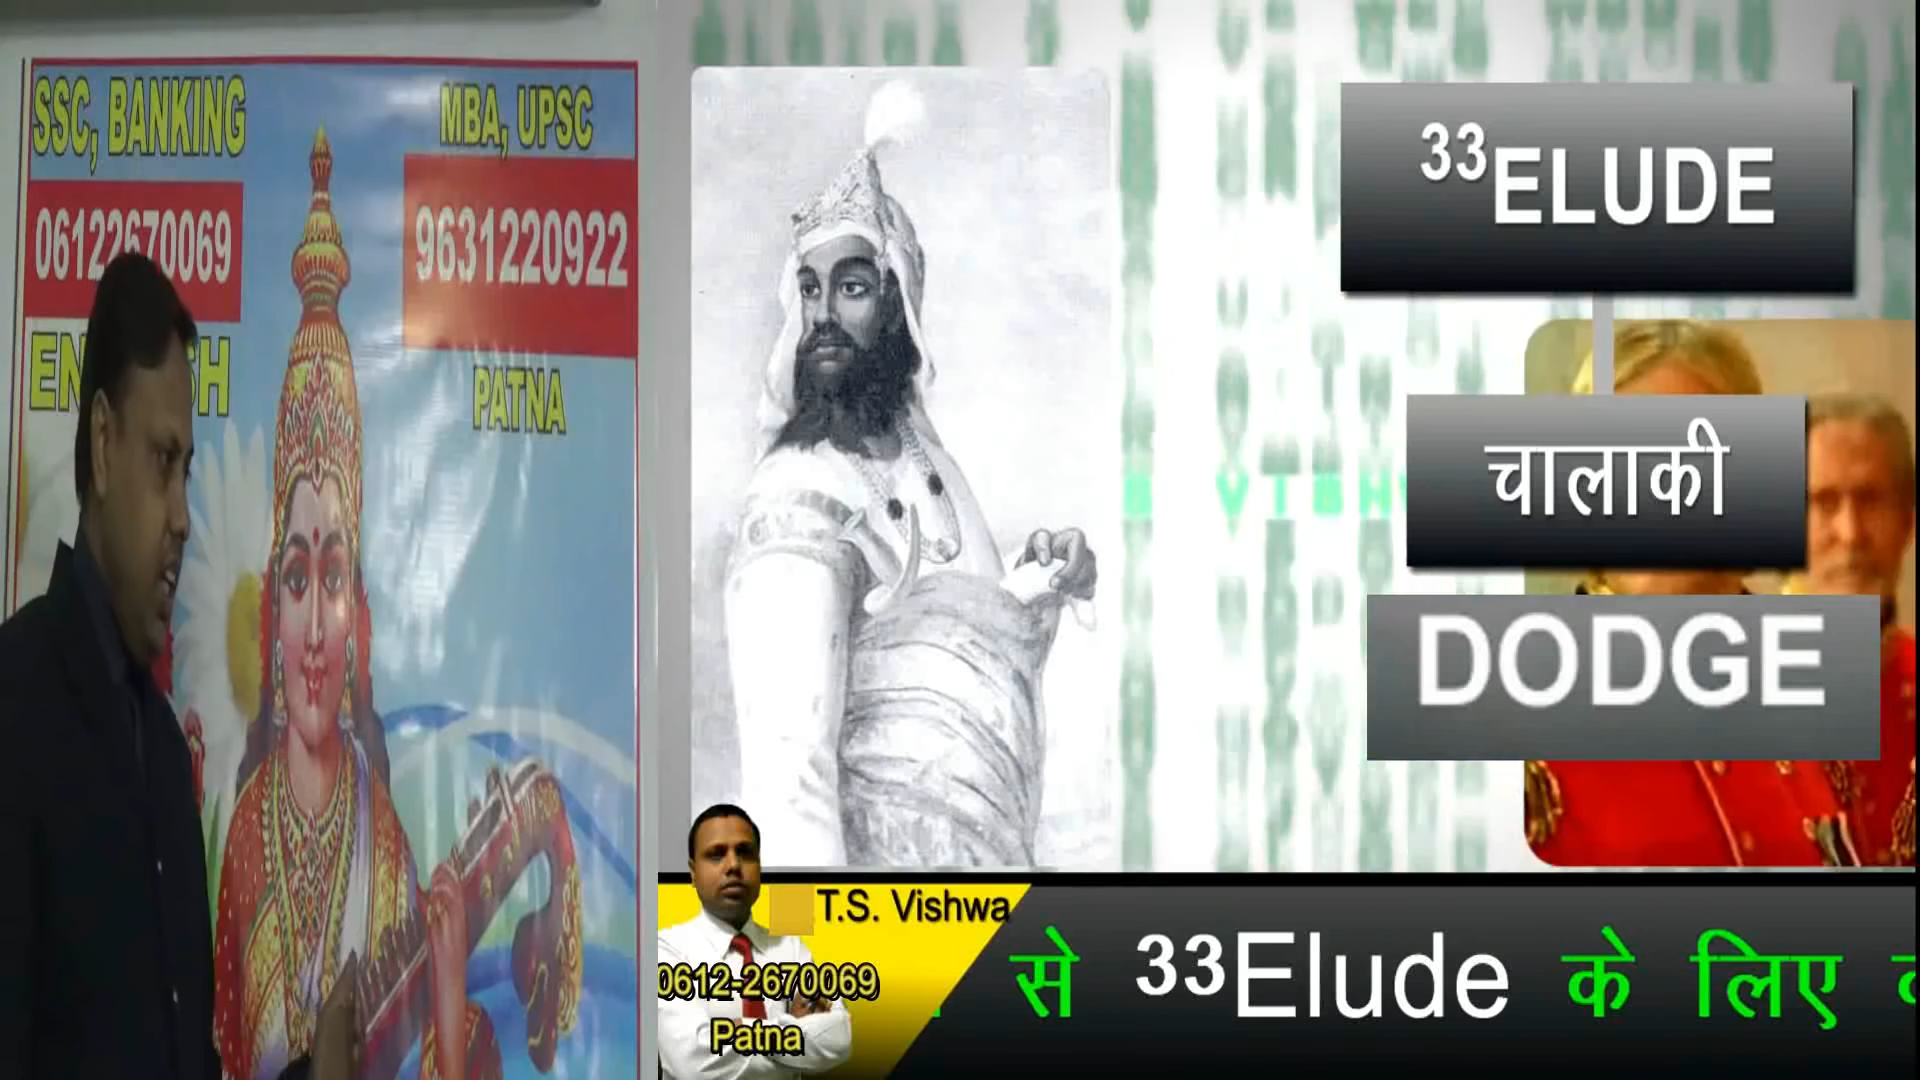 SSC, BANKING
MBA, UPSC
06122670069
9631220922
PATNA
33ELUDE
चालाकी
DODGE
T.S. Vishwa
0612-2670069
Patna
से 33Elude के लिए